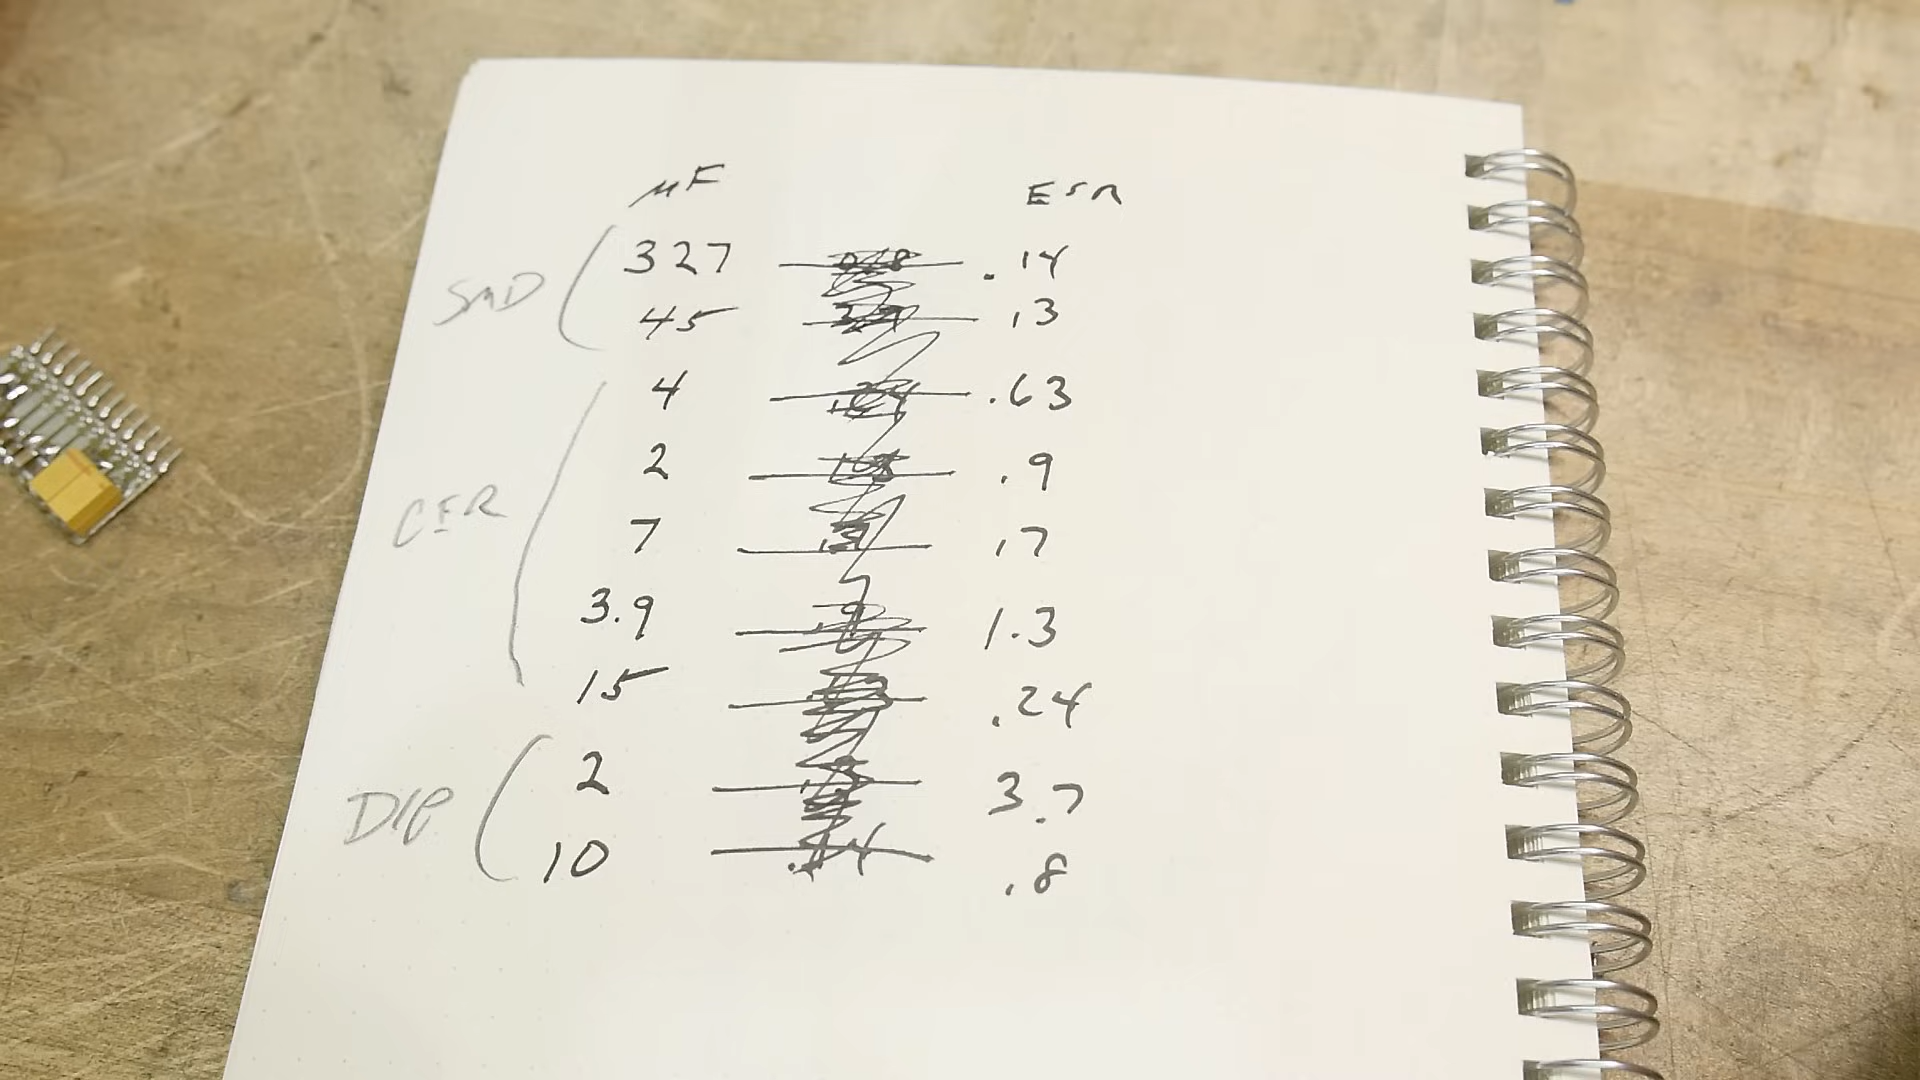 µF ESR
SMD 327 .14
45 .13
4 .63
2 .9
CER 7 .17
3.9 1.3
15 .24
2 3.7
DIP 10 .8